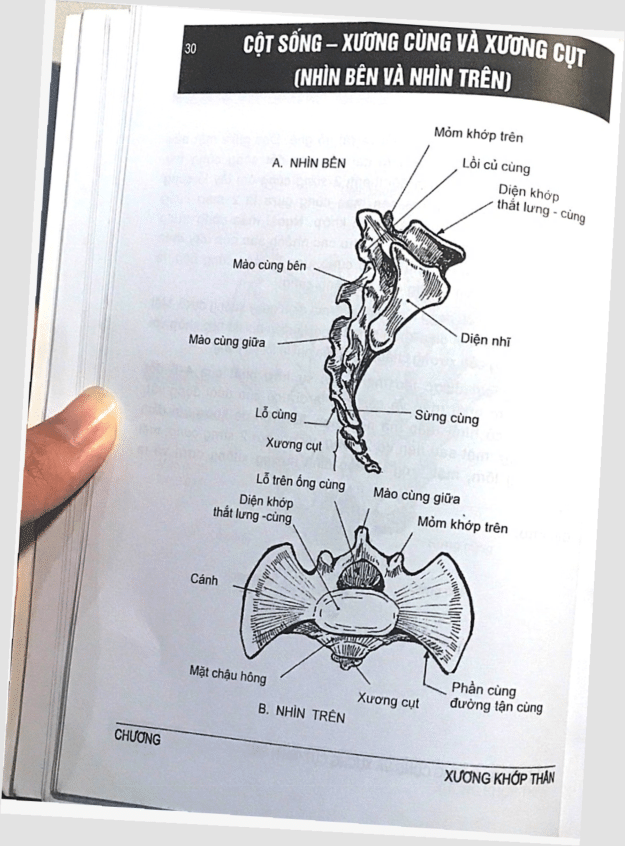 30
CỘT SỐNG – XƯƠNG CÙNG VÀ XƯƠNG CỤT
(NHÌN BÊN VÀ NHÌN TRÊN)
A. NHÌN BÊN
Mỏm khớp trên
Lồi củ cùng
Diện khớp
thắt lưng - cùng
Mào cùng bên
Mào cùng giữa
Diện nhĩ
Lỗ cùng
Sừng cùng
Xương cụt
Lỗ trên ống cùng
Mào cùng giữa
Diện khớp
thắt lưng -cùng
Mỏm khớp trên
Cánh
Mặt chậu hông
Xương cụt
Phần cùng
đường tận cùng
B. NHÌN TRÊN
CHƯƠNG
XƯƠNG KHỚP THÂN